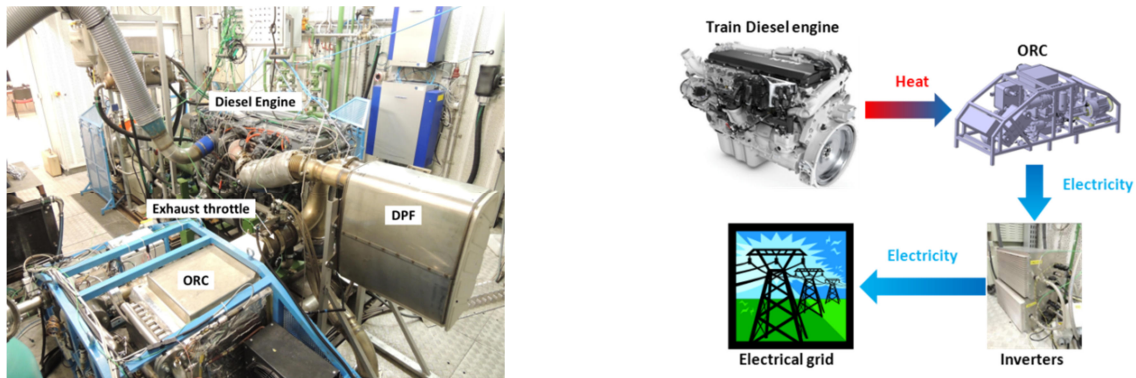 Diesel Engine
Exhaust throttle
DPF
ORC
Train Diesel engine
ORC
Heat
Electricity
Electricity
Electrical grid
Inverters